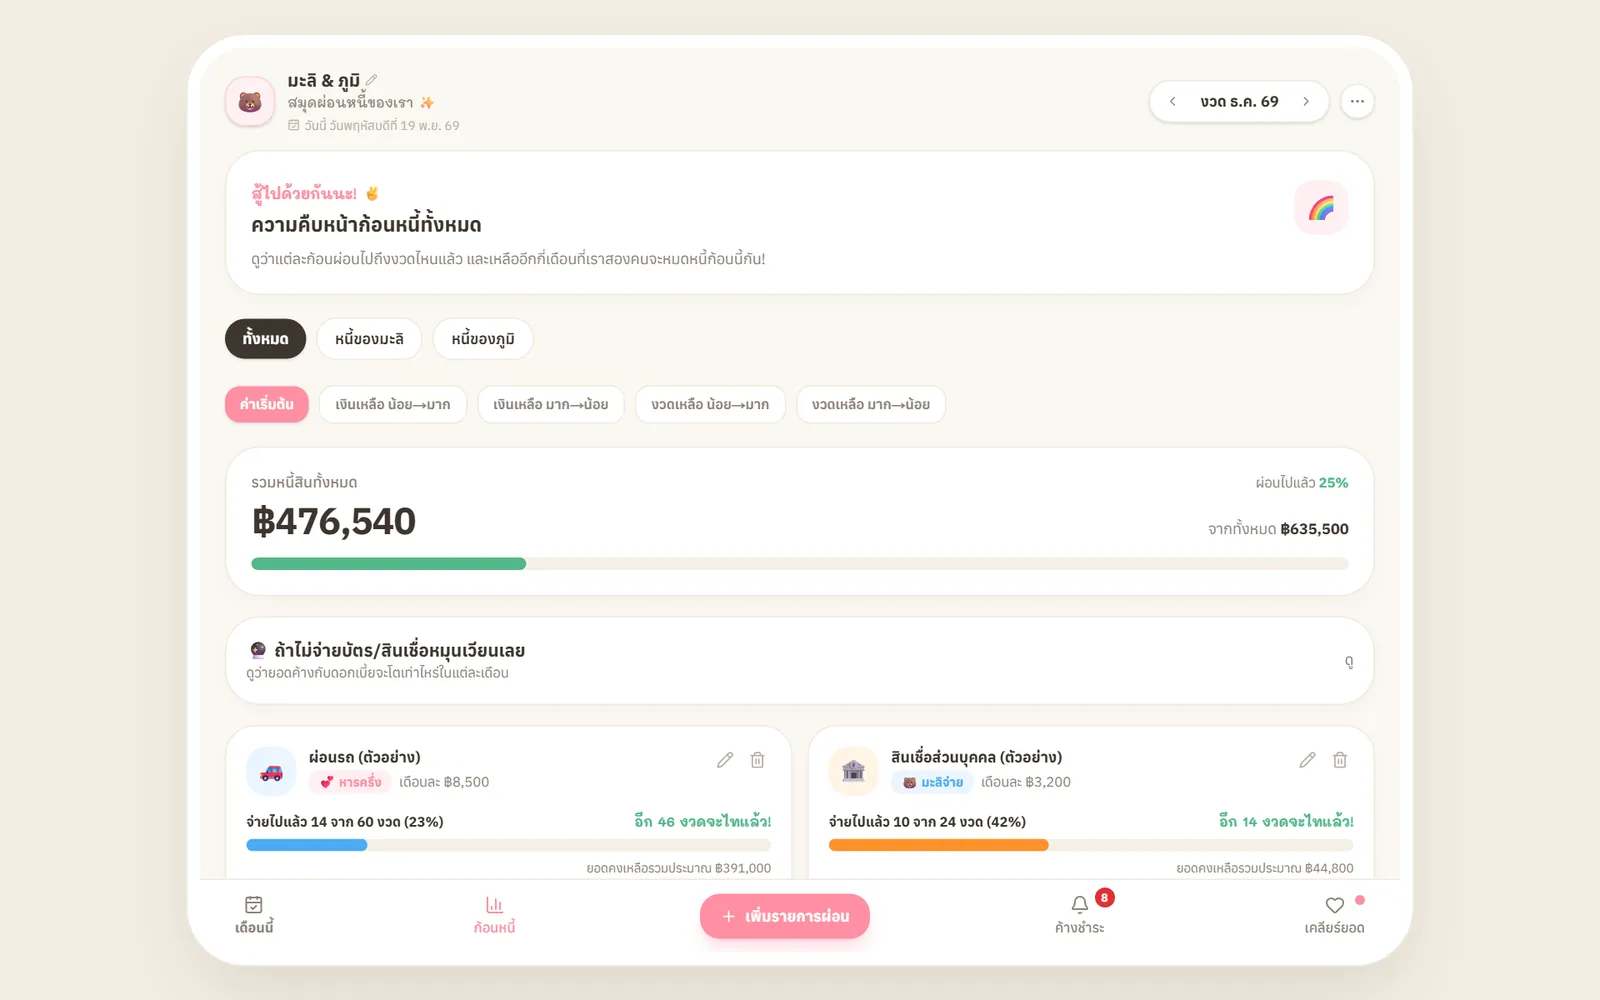 มะลิ & ภูมิ
สมุดผ่อนหนี้ของเรา ✨
วันนี้ วันพฤหัสบดีที่ 19 พ.ย. 69
งวด ธ.ค. 69
สู้ไปด้วยกันนะ! ✌️
ความคืบหน้าก้อนหนี้ทั้งหมด
ดูว่าแต่ละก้อนผ่อนไปถึงงวดไหนแล้ว และเหลืออีกกี่เดือนที่เราสองคนจะหมดหนี้ก้อนนี้กัน!
ทั้งหมด หนี้ของมะลิ หนี้ของภูมิ
ค่าเริ่มต้น เงินเหลือ น้อย→มาก เงินเหลือ มาก→น้อย งวดเหลือ น้อย→มาก งวดเหลือ มาก→น้อย
รวมหนี้สินทั้งหมด
ผ่อนไปแล้ว 25%
฿476,540
จากทั้งหมด ฿635,500
🔮 ถ้าไม่จ่ายบัตร/สินเชื่อหมุนเวียนเลย
ดูว่ายอดค้างกับดอกเบี้ยจะโตเท่าไหร่ในแต่ละเดือน
ดู
ผ่อนรถ (ตัวอย่าง)
💞 หารครึ่ง เดือนละ ฿8,500
จ่ายไปแล้ว 14 จาก 60 งวด (23%)
อีก 46 งวดจะไทแล้ว!
ยอดคงเหลือรวมประมาณ ฿391,000
สินเชื่อส่วนบุคคล (ตัวอย่าง)
🐻 มะลิจ่าย เดือนละ ฿3,200
จ่ายไปแล้ว 10 จาก 24 งวด (42%)
อีก 14 งวดจะไทแล้ว!
ยอดคงเหลือรวมประมาณ ฿44,800
เดือนนี้
ก้อนหนี้
+ เพิ่มรายการผ่อน
8
ค้างชำระ
เคลียร์ยอด